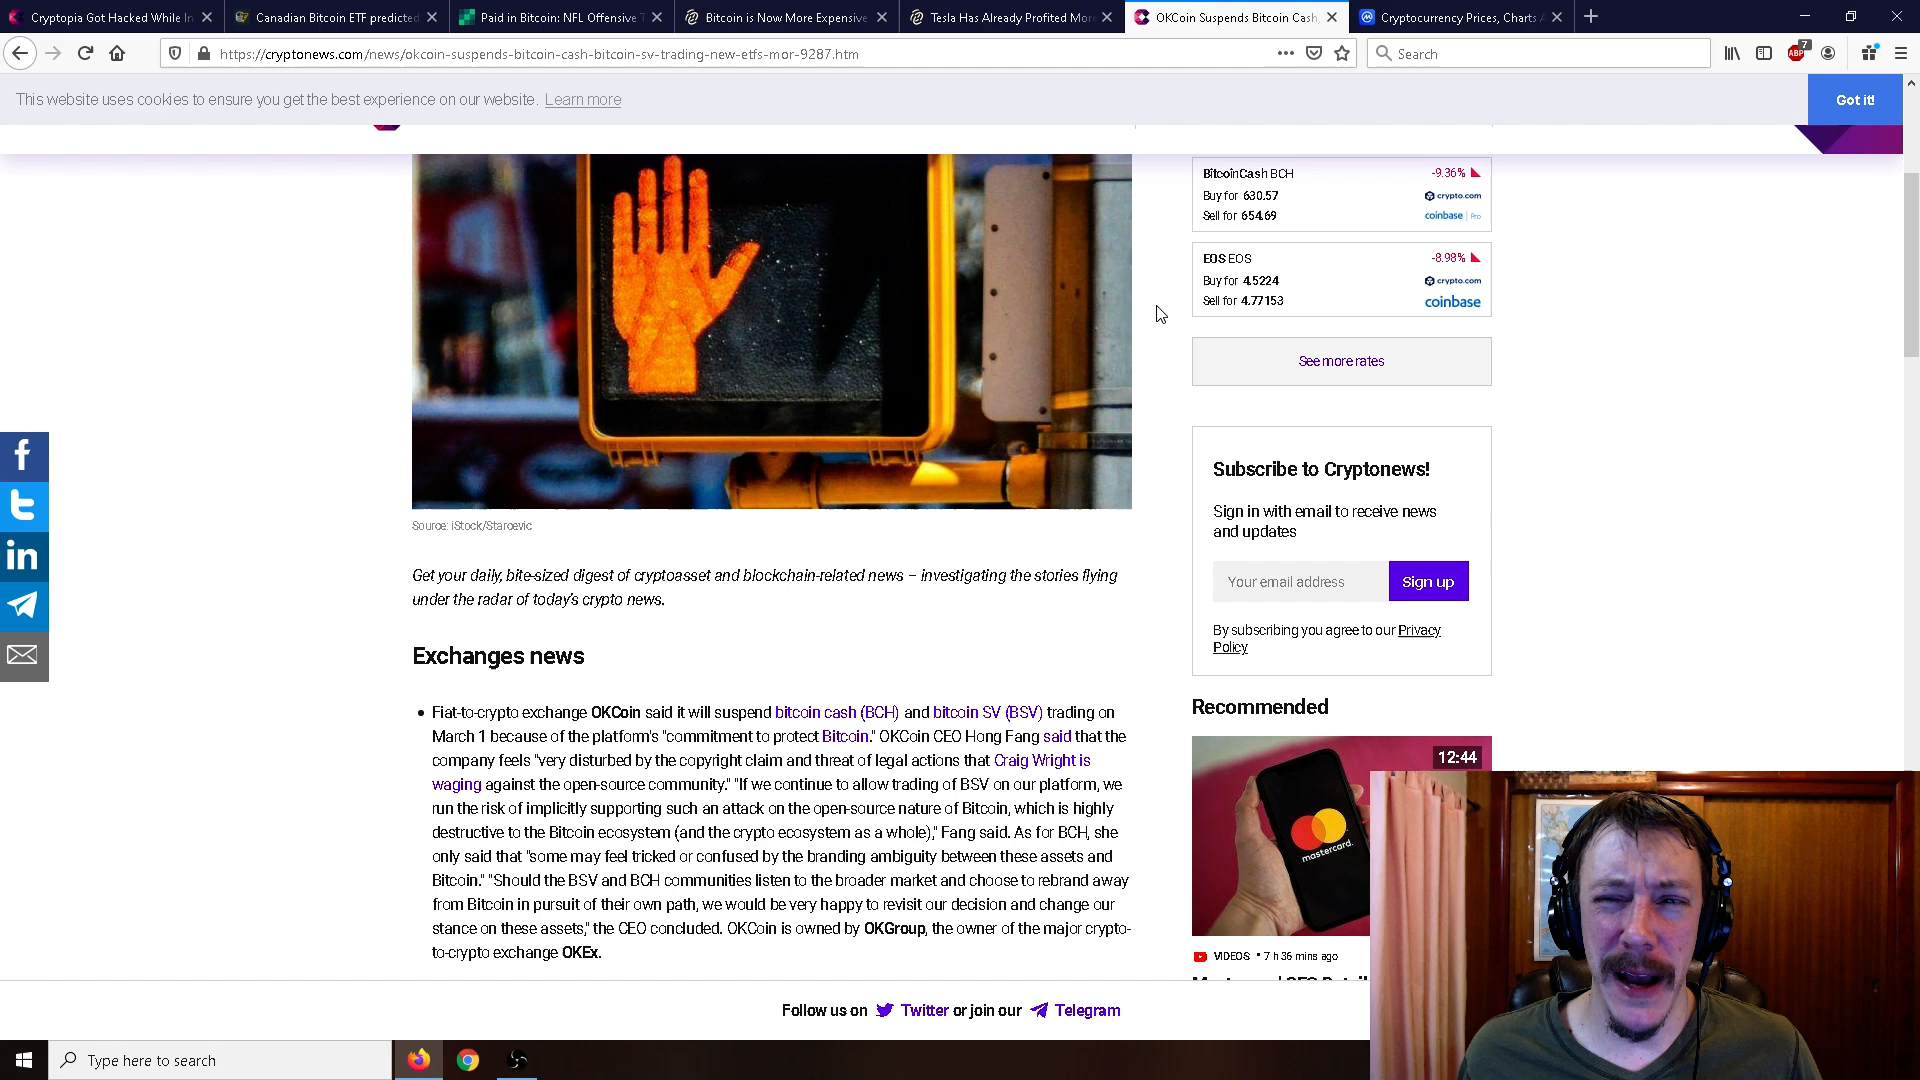 Cryptopia Got Hacked While In
Canadian Bitcoin ETF predicted
Paid in Bitcoin: NFL Offensive T
Bitcoin is Now More Expensive
Tesla Has Already Profited Mor
OKCoin Suspends Bitcoin Cash,
Cryptocurrency Prices, Charts A
https://cryptonews.com/news/okcoin-suspends-bitcoin-cash-bitcoin-sv-trading-new-etfs-mor-9287.htm
Search
ABP
7
This website uses cookies to ensure you get the best experience on our website. Learn more
Got it!
BitcoinCash BCH
-9.36%
Buy for 630.57
crypto.com
Sell for 654.69
coinbase | Pro
EOS EOS
-8.98%
Buy for 4.5224
crypto.com
Sell for 4.77153
coinbase
See more rates
Source: iStock/Starcevic
Get your daily, bite-sized digest of cryptoasset and blockchain-related news – investigating the stories flying
under the radar of today's crypto news.
Exchanges news
Fiat-to-crypto exchange OKCoin said it will suspend bitcoin cash (BCH) and bitcoin SV (BSV) trading on
March 1 because of the platform's "commitment to protect Bitcoin." OKCoin CEO Hong Fang said that the
company feels "very disturbed by the copyright claim and threat of legal actions that Craig Wright is
waging against the open-source community." "If we continue to allow trading of BSV on our platform, we
run the risk of implicitly supporting such an attack on the open-source nature of Bitcoin, which is highly
destructive to the Bitcoin ecosystem (and the crypto ecosystem as a whole)," Fang said. As for BCH, she
only said that "some may feel tricked or confused by the branding ambiguity between these assets and
Bitcoin." "Should the BSV and BCH communities listen to the broader market and choose to rebrand away
from Bitcoin in pursuit of their own path, we would be very happy to revisit our decision and change our
stance on these assets," the CEO concluded. OKCoin is owned by OKGroup, the owner of the major crypto-
to-crypto exchange OKEx.
Subscribe to Cryptonews!
Sign in with email to receive news
and updates
Your email address
Sign up
By subscribing you agree to our Privacy
Policy
Recommended
12:44
mastercard.
VIDEOS • 7 h 36 mins ago
Follow us on Twitter or join our Telegram
Type here to search